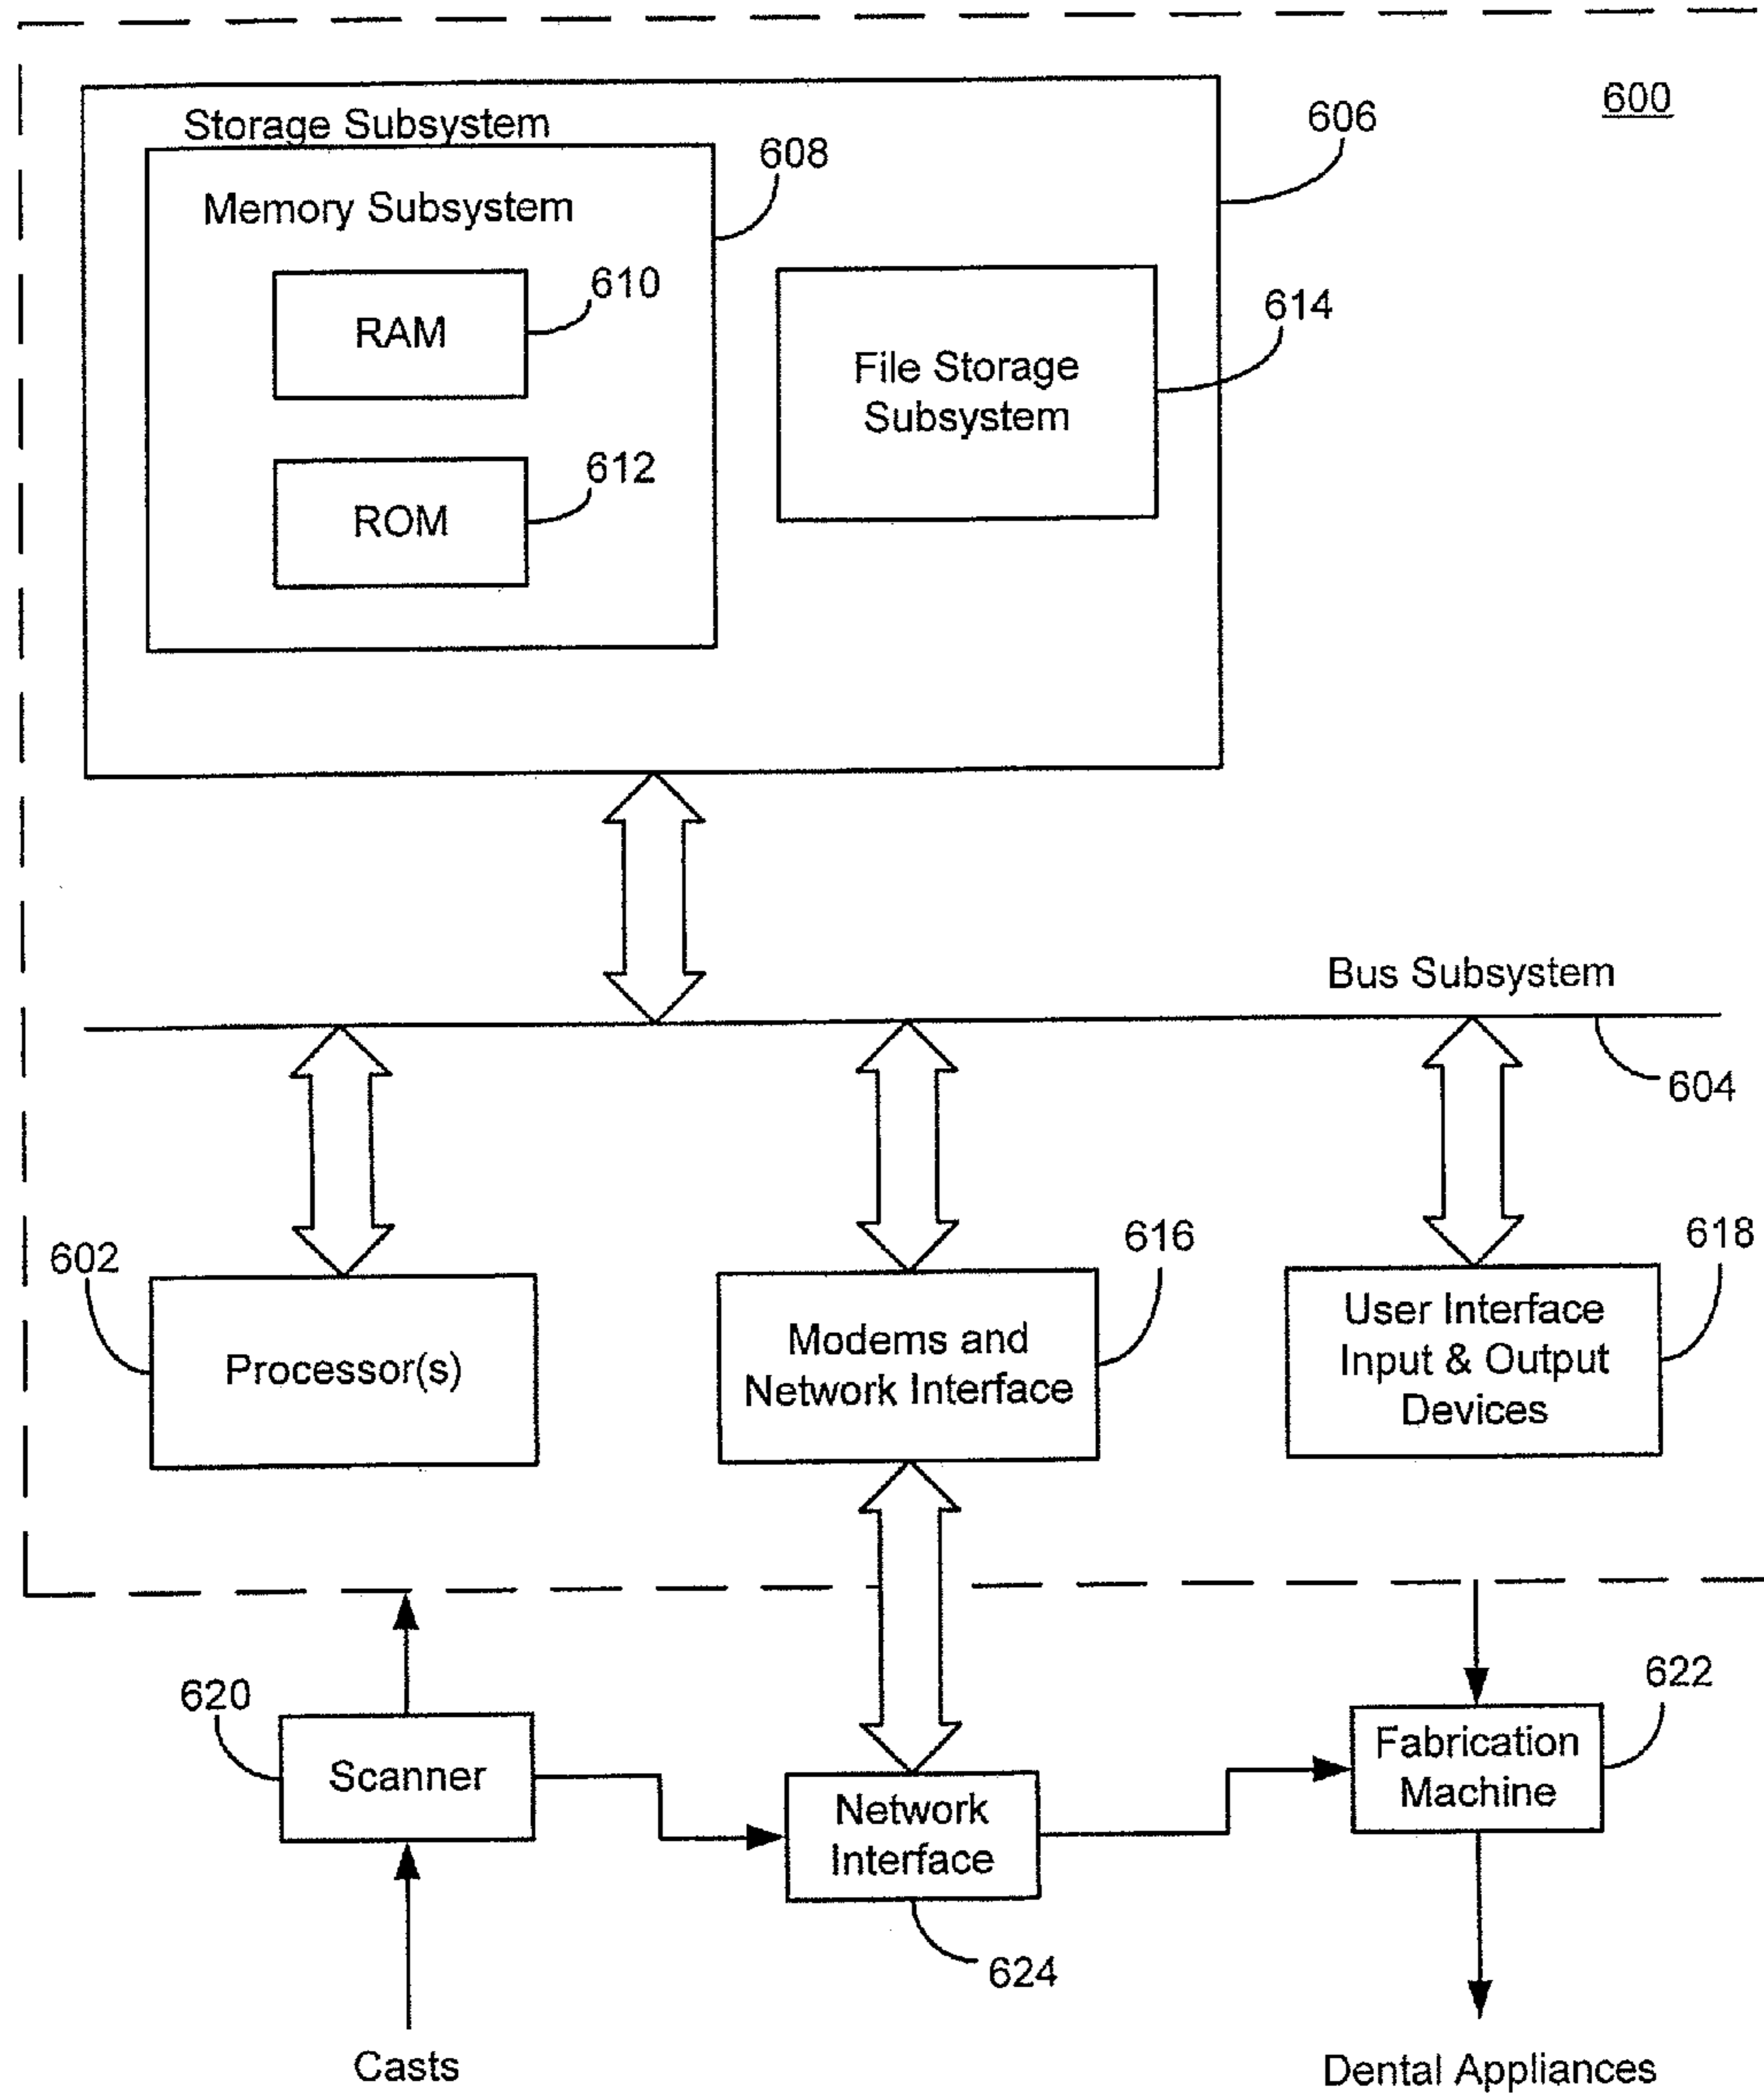 600
606
Storage Subsystem
608
Memory Subsystem
610
RAM
614
File Storage
Subsystem
612
ROM
Bus Subsystem
604
602
Processor(s)
616
Modems and
Network Interface
618
User Interface
Input & Output
Devices
620
Scanner
622
Fabrication
Machine
Network
Interface
624
Casts
Dental Appliances